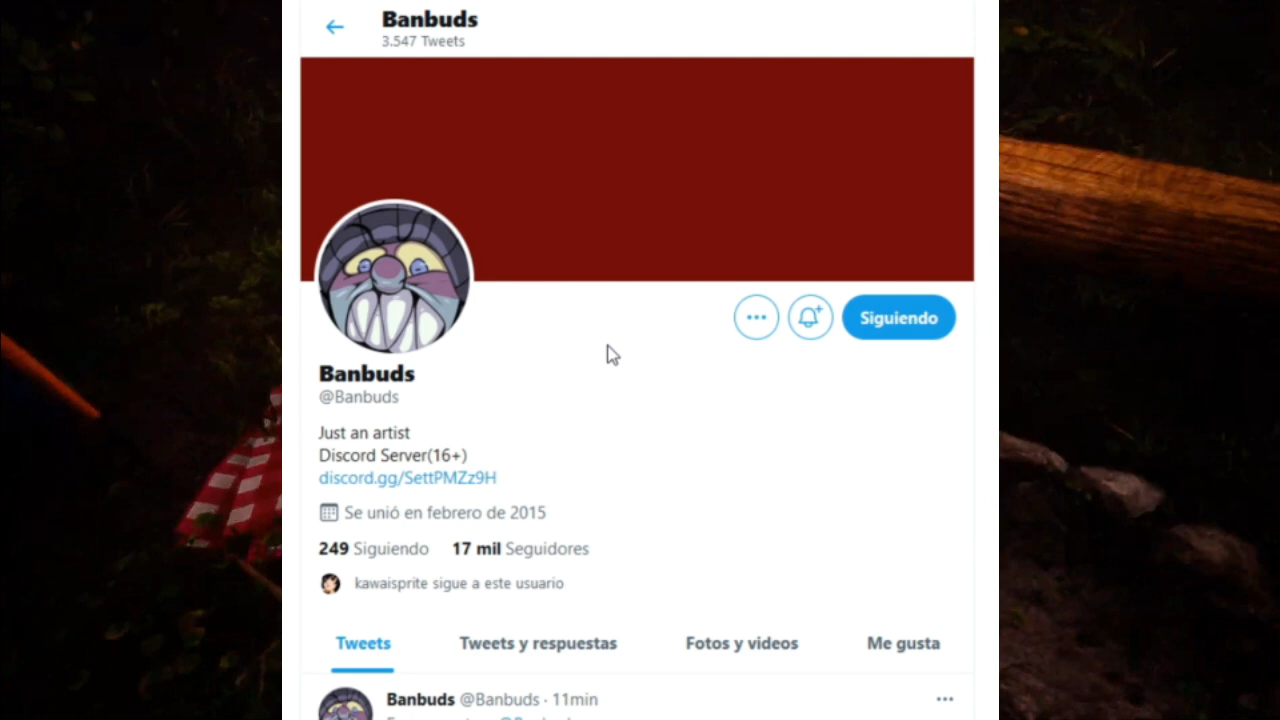 Banbuds
3.547 Tweets
Siguiendo
Banbuds
@Banbuds
Just an artist
Discord Server(16+)
discord.gg/SettPMZz9H
Se unió en febrero de 2015
249 Siguiendo 17 mil Seguidores
kawaisprite sigue a este usuario
Tweets Tweets y respuestas Fotos y videos Me gusta
Banbuds @Banbuds · 11min